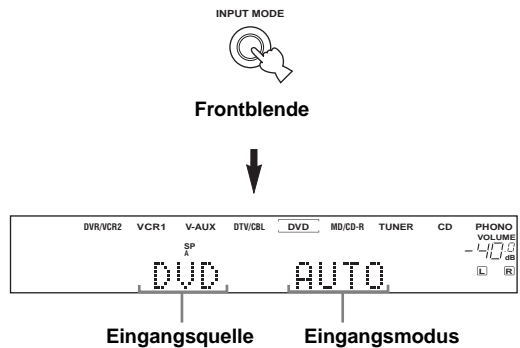 INPUT MODE
Frontblende
DVR/VCR2 VCR1 V-AUX DTV/CBL DVD MD/CD-R TUNER CD PHONO
VOLUME
SP
A
-40.0 dB
L R
DVD AUTO
Eingangsquelle Eingangsmodus